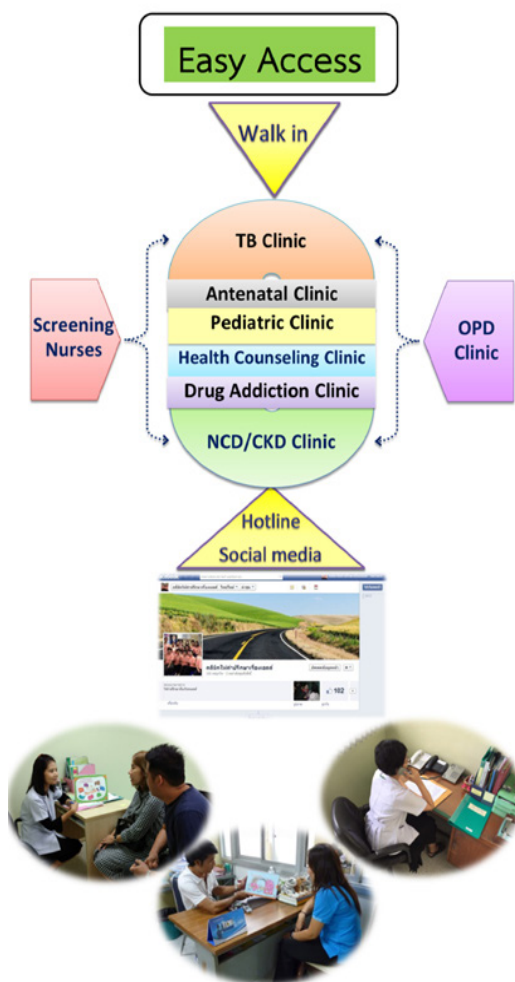 Easy Access
Walk in
TB Clinic
Antenatal Clinic
Pediatric Clinic
Health Counseling Clinic
Drug Addiction Clinic
NCD/CKD Clinic
Screening
Nurses
OPD
Clinic
Hotline
Social media
102